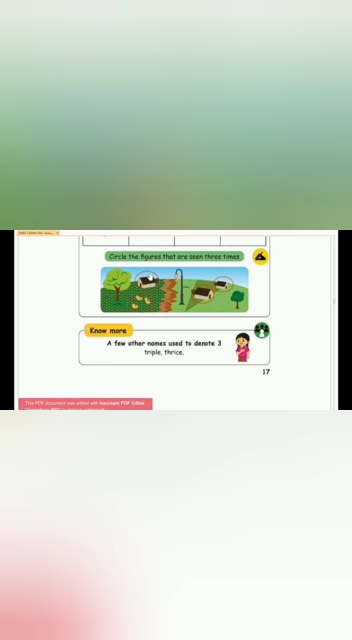 Circle the figures that are seen three times
Know more
A few other names used to denote 3
triple, thrice.
17
This PDF document was edited with Icecream PDF Editor